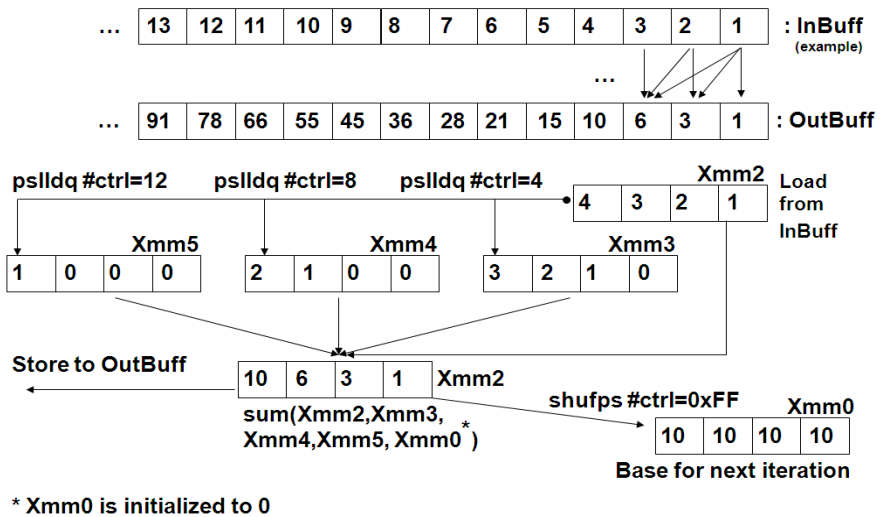 ... 13 12 11 10 9 8 7 6 5 4 3 2 1 : InBuff
(example)
...
... 91 78 66 55 45 36 28 21 15 10 6 3 1 : OutBuff
pslldq #ctrl=12 pslldq #ctrl=8 pslldq #ctrl=4 Xmm2
4 3 2 1 Load
from
InBuff
Xmm5 Xmm4 Xmm3
1 0 0 0 2 1 0 0 3 2 1 0
Store to OutBuff
10 6 3 1 Xmm2
sum(Xmm2,Xmm3,
Xmm4,Xmm5, Xmm0*)
shufps #ctrl=0xFF Xmm0
10 10 10 10
Base for next iteration
* Xmm0 is initialized to 0